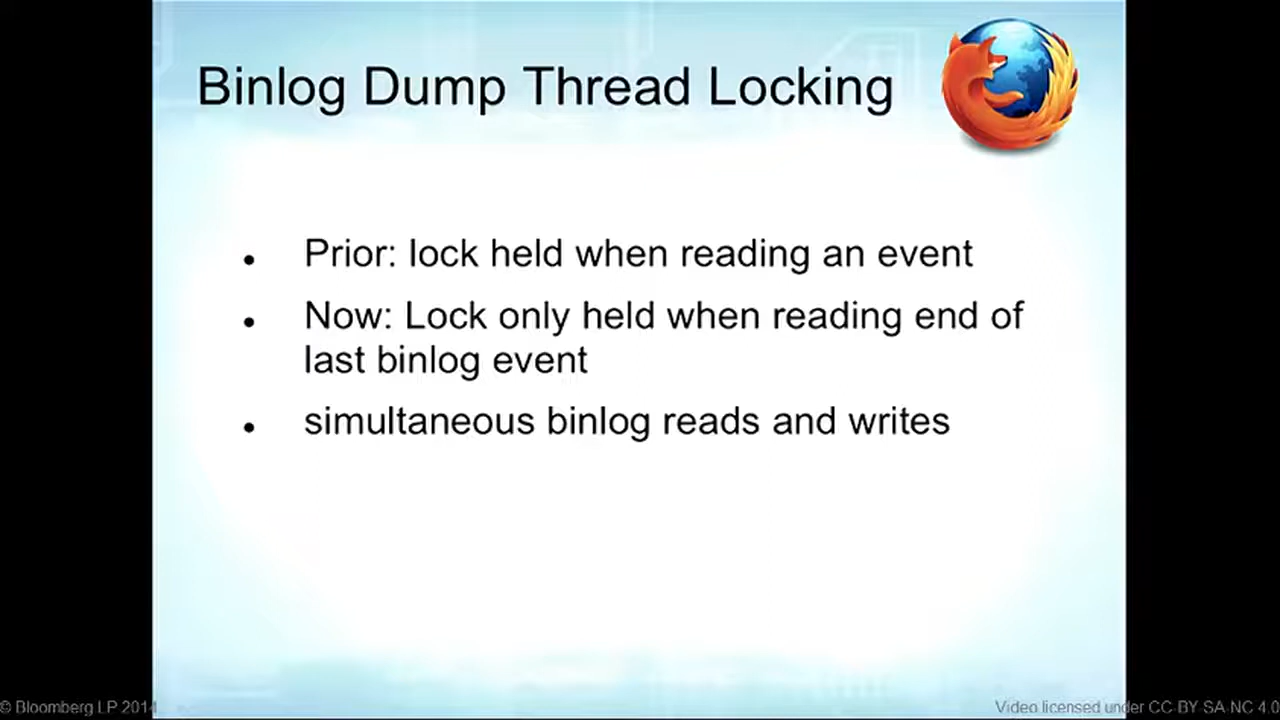 Binlog Dump Thread Locking
• Prior: lock held when reading an event
• Now: Lock only held when reading end of
last binlog event
• simultaneous binlog reads and writes
© Bloomberg LP 2014
Video licensed under CC-BY-SA-NC 4.0